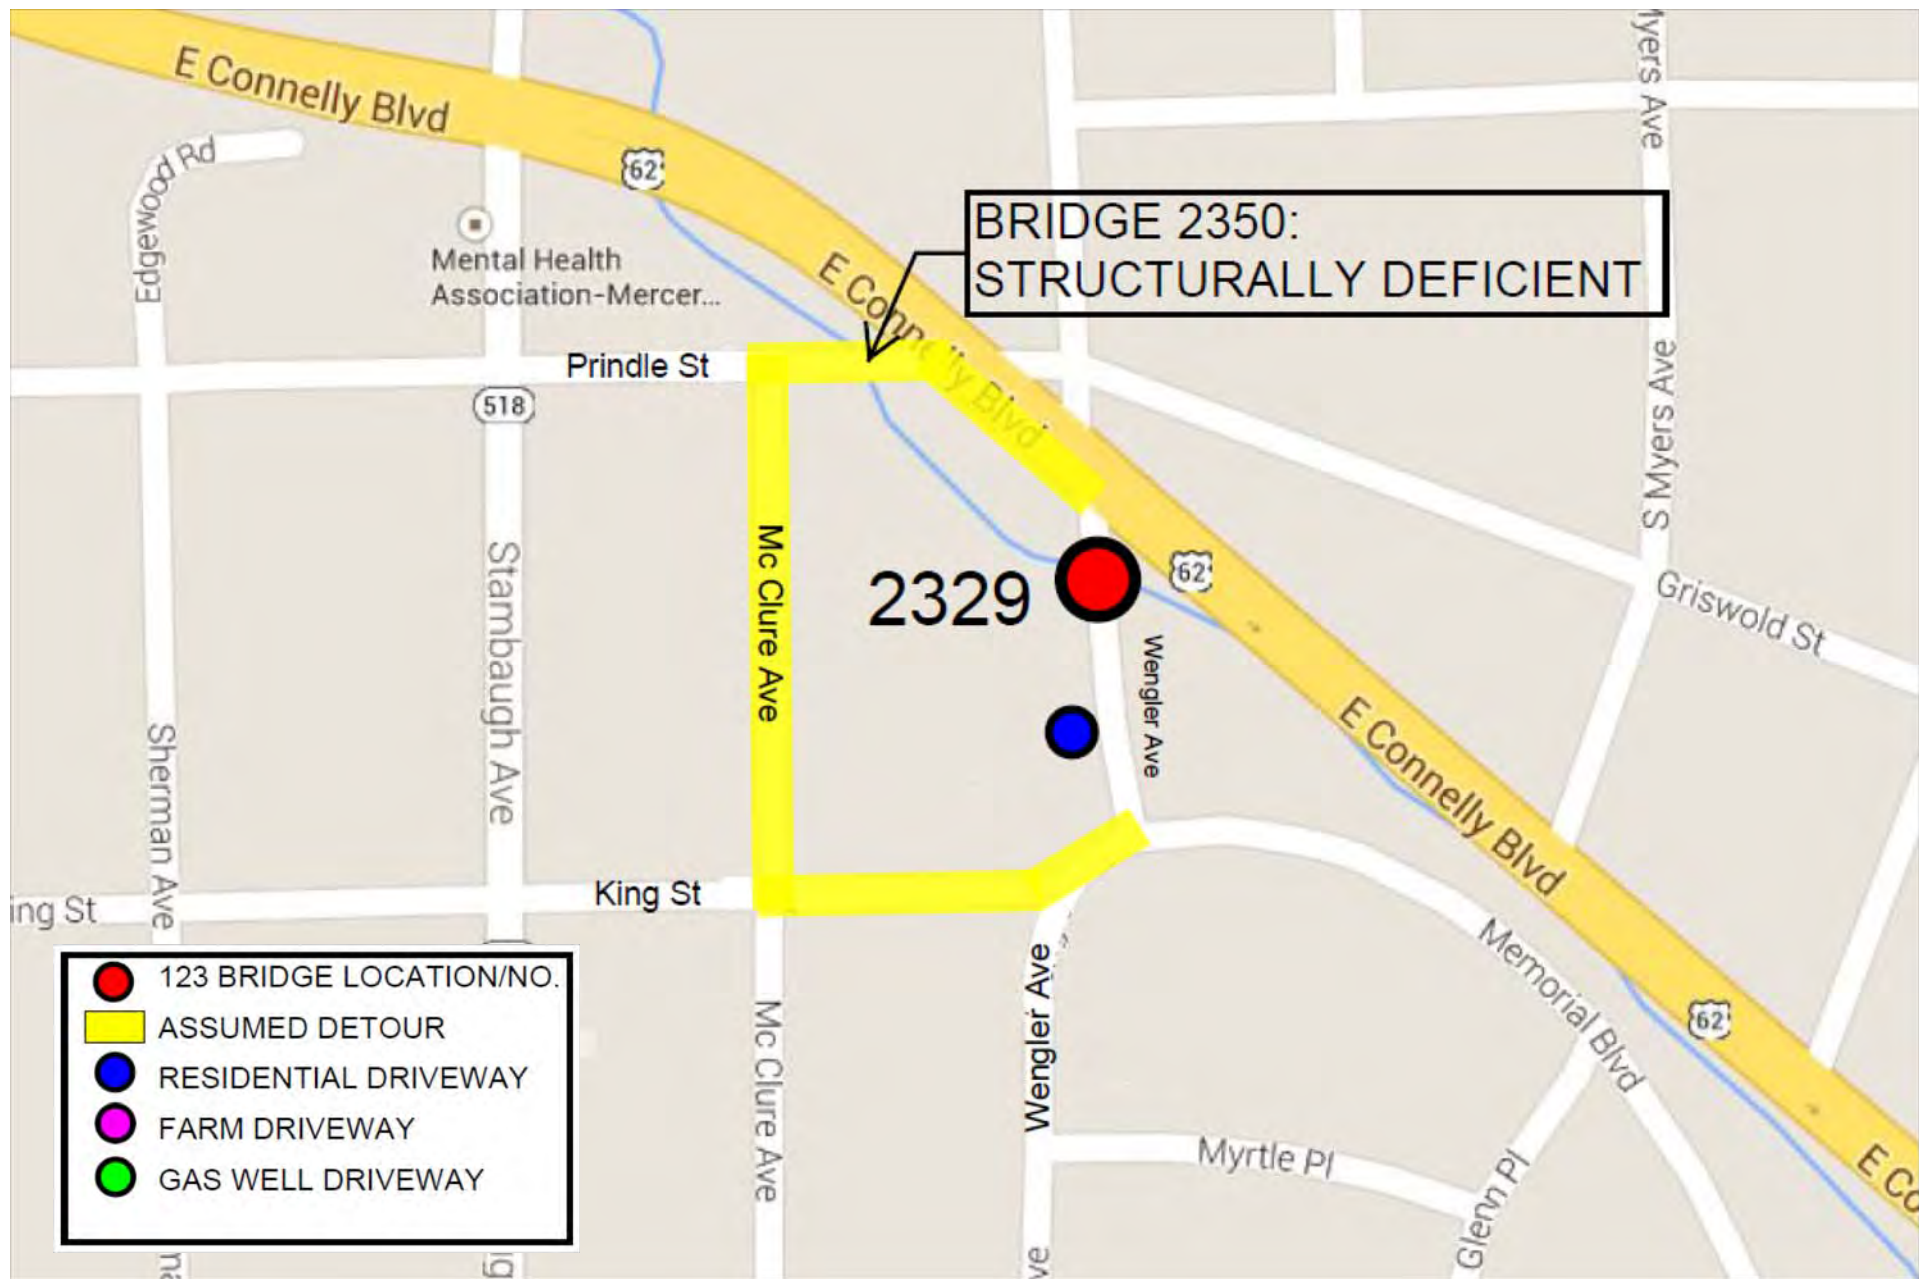 E Connelly Blvd
Myers Ave
Edgewood Rd
62
BRIDGE 2350:
STRUCTURALLY DEFICIENT
Mental Health
Association-Mercer...
E Connelly Blvd
Prindle St
518
S Myers Ave
Mc Clure Ave
Stambaugh Ave
2329
62
Griswold St
Wengler Ave
E Connelly Blvd
Sherman Ave
King St
ing St
Memorial Blvd
Wengler Ave
62
Mc Clure Ave
Myrtle Pl
Glenn Pl
E Co
ve
123 BRIDGE LOCATION/NO.
ASSUMED DETOUR
RESIDENTIAL DRIVEWAY
FARM DRIVEWAY
GAS WELL DRIVEWAY